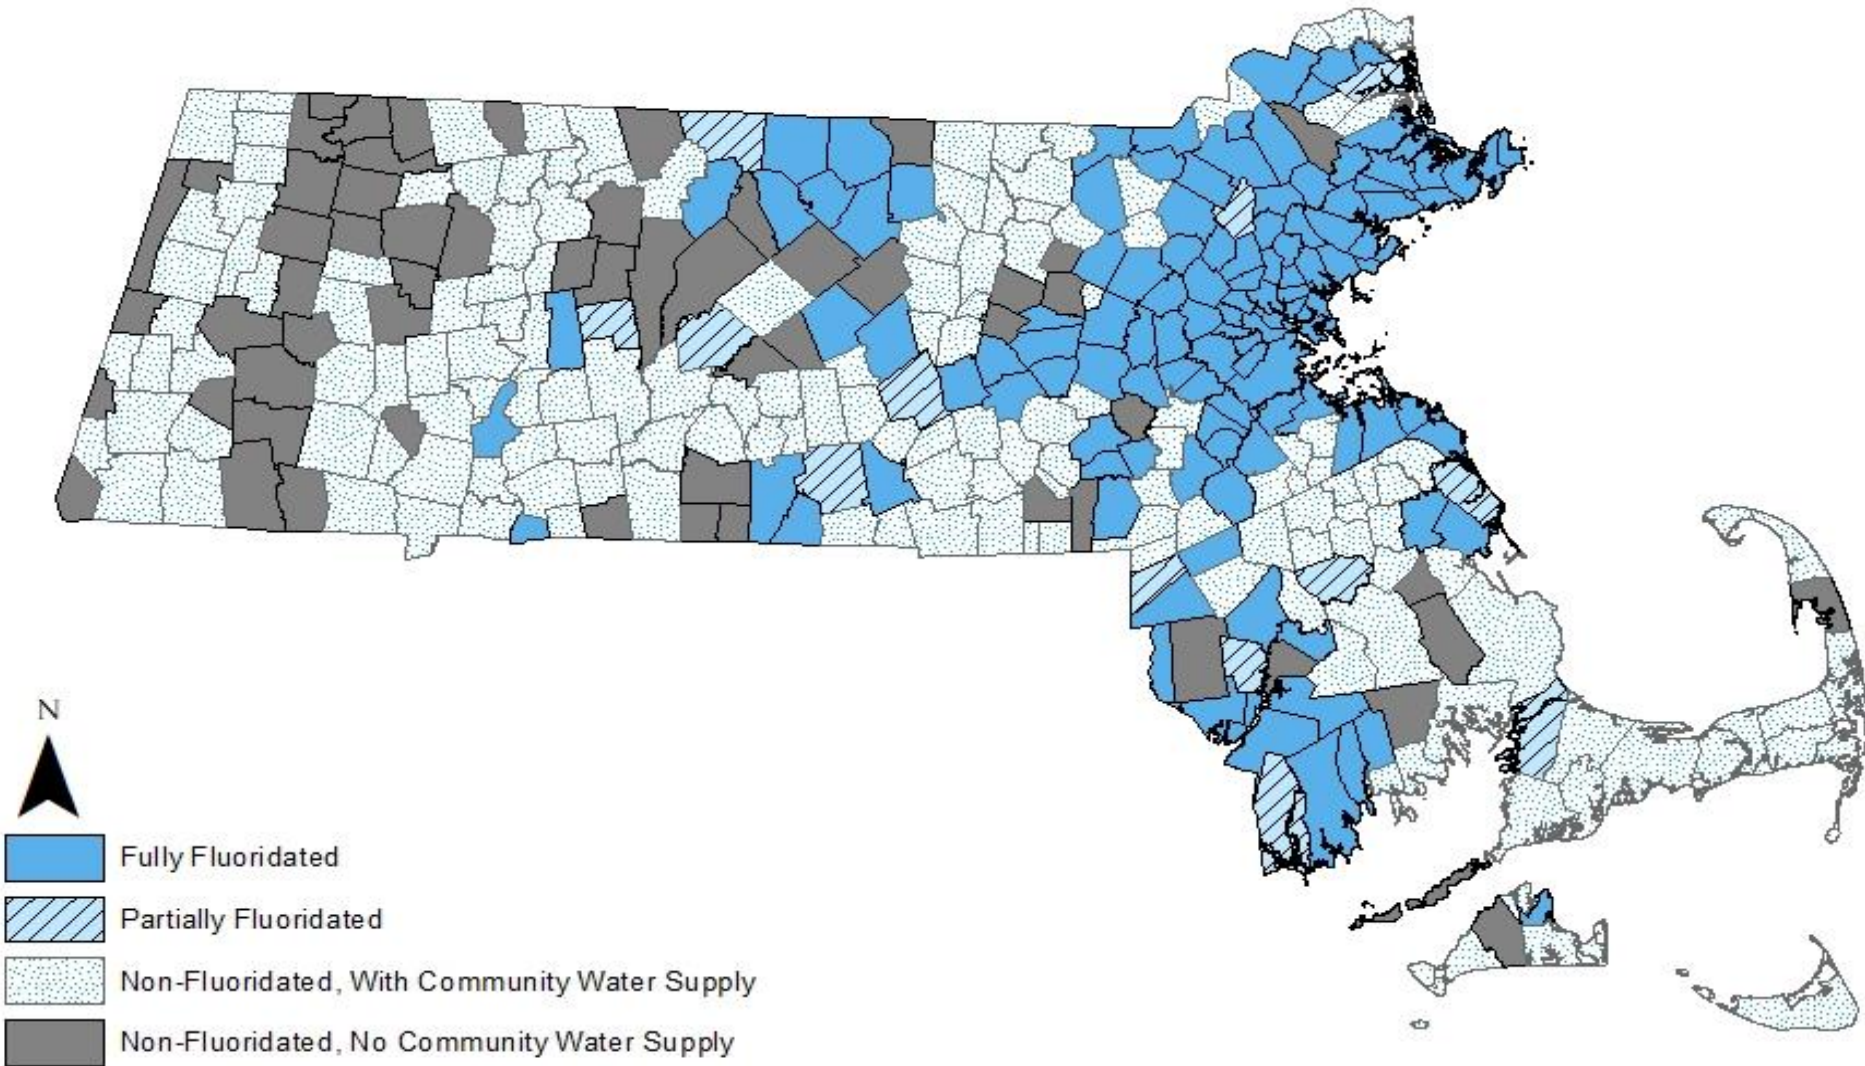 N
Fully Fluoridated
Partially Fluoridated
Non-Fluoridated, With Community Water Supply
Non-Fluoridated, No Community Water Supply